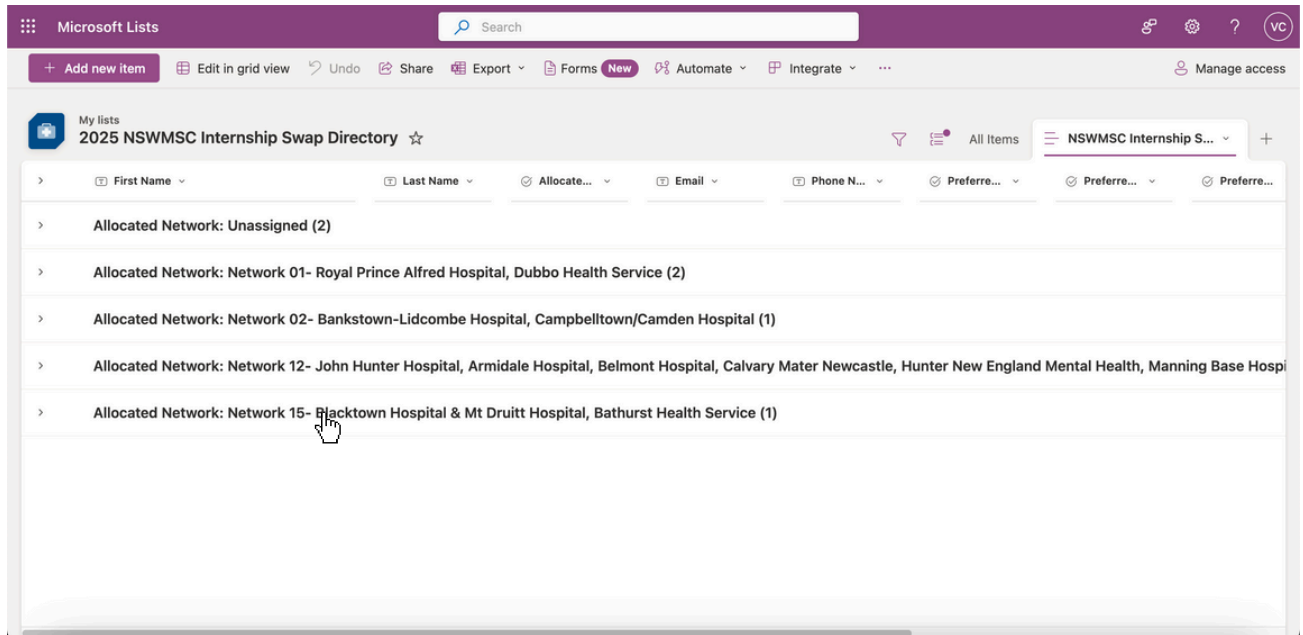 Microsoft Lists
Search
VC
Add new item
Edit in grid view
Undo
Share
Export
Forms New
Automate
Integrate
...
Manage access
My lists
2025 NSWMSC Internship Swap Directory
All Items
NSWMSC Internship S...
First Name
Last Name
Allocate...
Email
Phone N...
Preferre...
Preferre...
Preferre...
Allocated Network: Unassigned (2)
Allocated Network: Network 01- Royal Prince Alfred Hospital, Dubbo Health Service (2)
Allocated Network: Network 02- Bankstown-Lidcombe Hospital, Campbelltown/Camden Hospital (1)
Allocated Network: Network 12- John Hunter Hospital, Armidale Hospital, Belmont Hospital, Calvary Mater Newcastle, Hunter New England Mental Health, Manning Base Hospi
Allocated Network: Network 15- Blacktown Hospital & Mt Druitt Hospital, Bathurst Health Service (1)